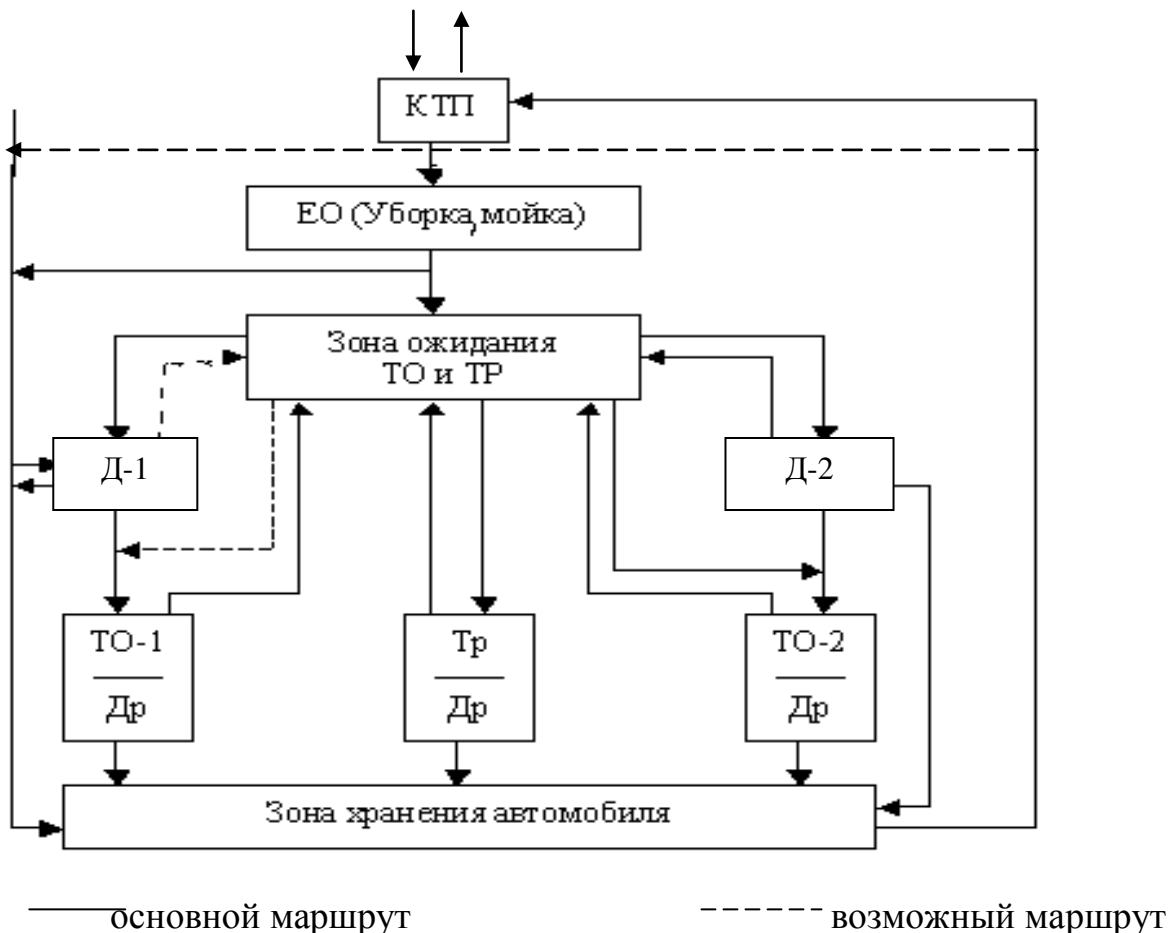 КТП
ЕО (Уборка, мойка)
Зона ожидания
ТО и ТР
Д-1
Д-2
ТО-1
Др
Тр
Др
ТО-2
Др
Зона хранения автомобиля
основной маршрут
возможный маршрут